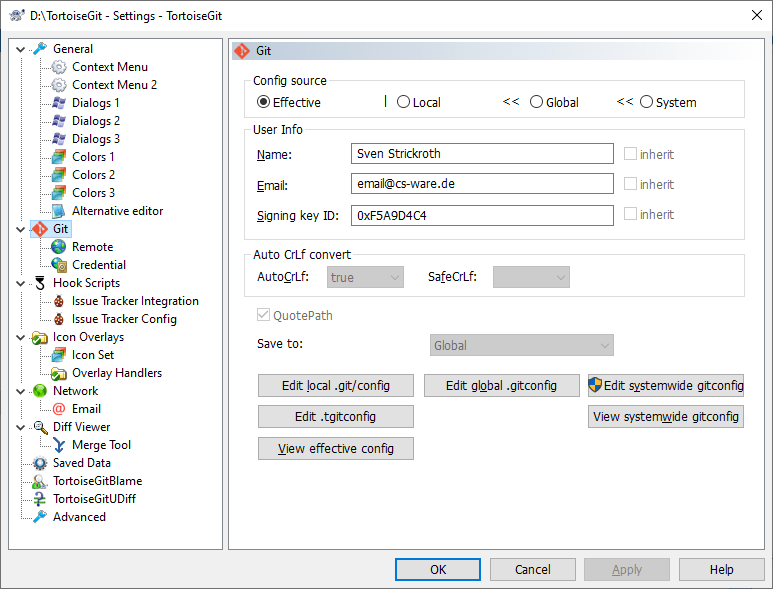 D:\TortoiseGit - Settings - TortoiseGit
General
Context Menu
Context Menu 2
Dialogs 1
Dialogs 2
Dialogs 3
Colors 1
Colors 2
Colors 3
Alternative editor
Git
Remote
Credential
Hook Scripts
Issue Tracker Integration
Issue Tracker Config
Icon Overlays
Icon Set
Overlay Handlers
Network
Email
Diff Viewer
Merge Tool
Saved Data
TortoiseGitBlame
TortoiseGitUDiff
Advanced
Git
Config source
Effective | Local << Global << System
User Info
Name: Sven Strickroth inherit
Email: email@cs-ware.de inherit
Signing key ID: 0xF5A9D4C4 inherit
Auto CrLf convert
AutoCrLf: true SafeCrLf:
QuotePath
Save to: Global
Edit local .git/config Edit global .gitconfig Edit systemwide gitconfig
Edit .tgitconfig View systemwide gitconfig
View effective config
OK Cancel Apply Help